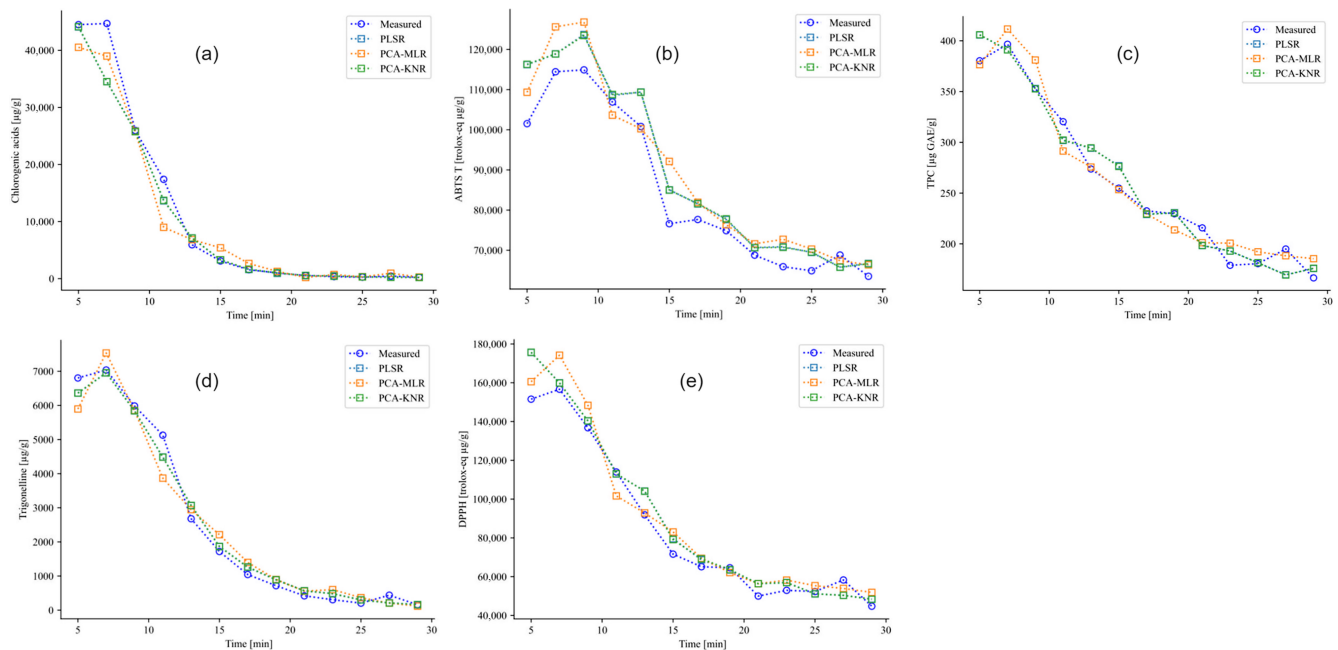 (a)
Measured
PLSR
PCA-MLR
PCA-KNR
Chlorogenic acids [µg/g]
40,000
30,000
20,000
10,000
0
5 10 15 20 25 30
Time [min]
(b)
Measured
PLSR
PCA-MLR
PCA-KNR
ABTS T [trolox-eq µg/g]
120,000
110,000
100,000
90,000
80,000
70,000
5 10 15 20 25 30
Time [min]
(c)
Measured
PLSR
PCA-MLR
PCA-KNR
TPC [µg GAE/g]
400
350
300
250
200
5 10 15 20 25 30
Time [min]
(d)
Measured
PLSR
PCA-MLR
PCA-KNR
Trigonelline [µg/g]
7000
6000
5000
4000
3000
2000
1000
0
5 10 15 20 25 30
Time [min]
(e)
Measured
PLSR
PCA-MLR
PCA-KNR
DPPH [trolox-eq µg/g]
180,000
160,000
140,000
120,000
100,000
80,000
60,000
40,000
5 10 15 20 25 30
Time [min]